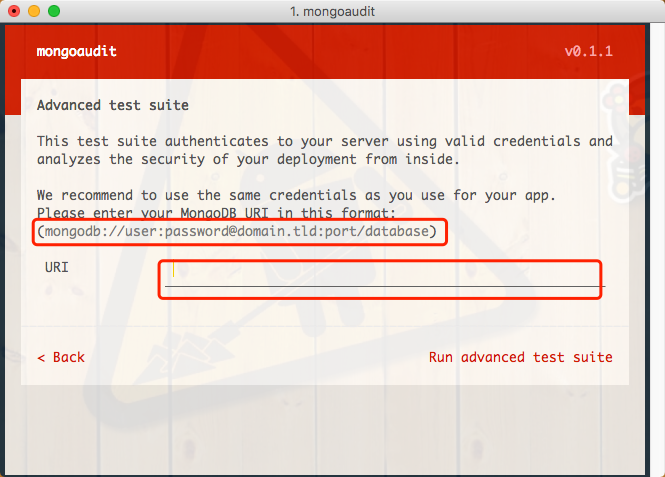 1. mongoaudit
mongoaudit v0.1.1
Advanced test suite
This test suite authenticates to your server using valid credentials and
analyzes the security of your deployment from inside.
We recommend to use the same credentials as you use for your app.
Please enter your MongoDB URI in this format:
(mongodb://user:password@domain.tld:port/database)
URI
< Back Run advanced test suite